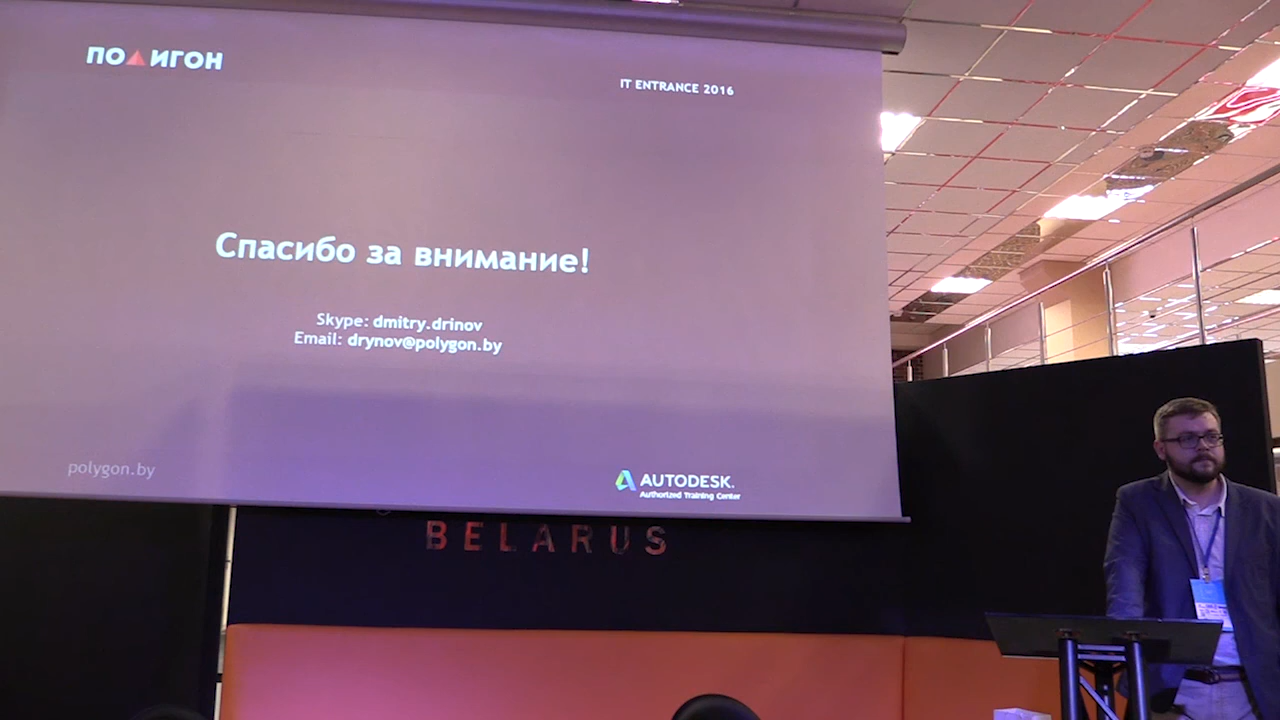 ПОЛИГОН
IT ENTRANCE 2016
Спасибо за внимание!
Skype: dmitry.drinov
Email: drynov@polygon.by
polygon.by
AUTODESK.
Authorized Training Center
BELARUS